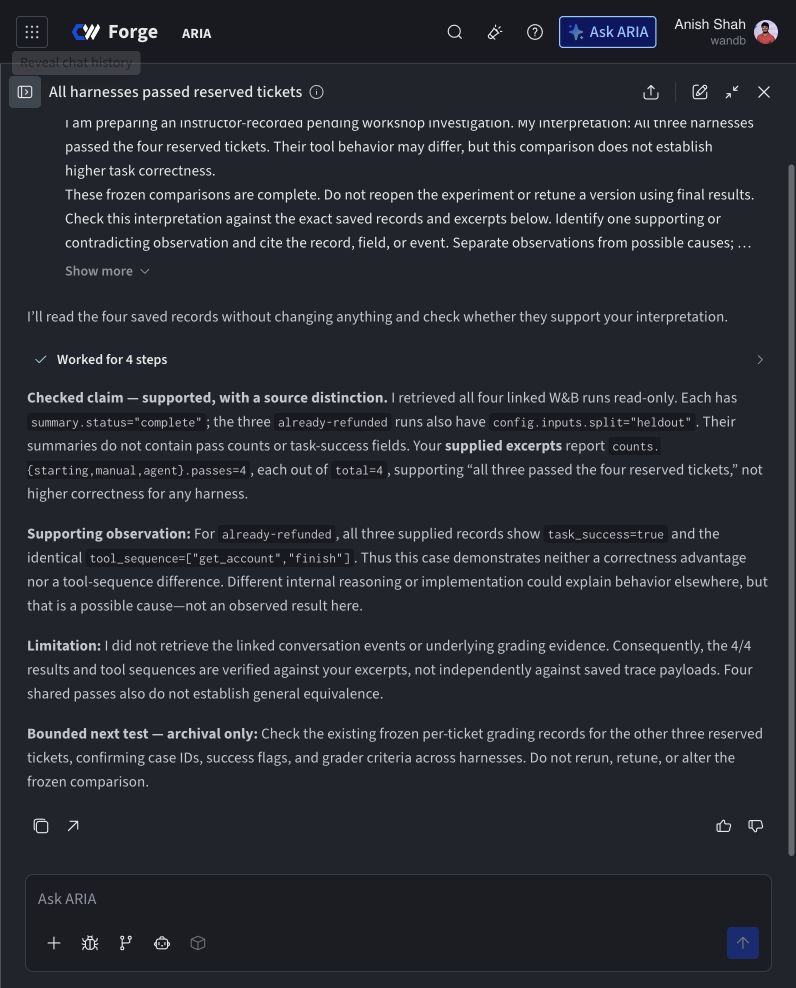 Forge ARIA Ask ARIA Anish Shah
wandb
Reveal chat history
All harnesses passed reserved tickets
I am preparing an instructor-recorded pending workshop investigation. My interpretation: All three harnesses
passed the four reserved tickets. Their tool behavior may differ, but this comparison does not establish
higher task correctness.
These frozen comparisons are complete. Do not reopen the experiment or retune a version using final results.
Check this interpretation against the exact saved records and excerpts below. Identify one supporting or
contradicting observation and cite the record, field, or event. Separate observations from possible causes; …
Show more
I’ll read the four saved records without changing anything and check whether they support your interpretation.
Worked for 4 steps
Checked claim — supported, with a source distinction. I retrieved all four linked W&B runs read-only. Each has
summary.status="complete"; the three already-refunded runs also have config.inputs.split="heldout". Their
summaries do not contain pass counts or task-success fields. Your supplied excerpts report counts.
{starting,manual,agent}.passes=4, each out of total=4, supporting “all three passed the four reserved tickets,” not
higher correctness for any harness.
Supporting observation: For already-refunded, all three supplied records show task_success=true and the
identical tool_sequence=["get_account","finish"]. Thus this case demonstrates neither a correctness advantage
nor a tool-sequence difference. Different internal reasoning or implementation could explain behavior elsewhere, but
that is a possible cause—not an observed result here.
Limitation: I did not retrieve the linked conversation events or underlying grading evidence. Consequently, the 4/4
results and tool sequences are verified against your excerpts, not independently against saved trace payloads. Four
shared passes also do not establish general equivalence.
Bounded next test — archival only: Check the existing frozen per-ticket grading records for the other three reserved
tickets, confirming case IDs, success flags, and grader criteria across harnesses. Do not rerun, retune, or alter the
frozen comparison.
Ask ARIA